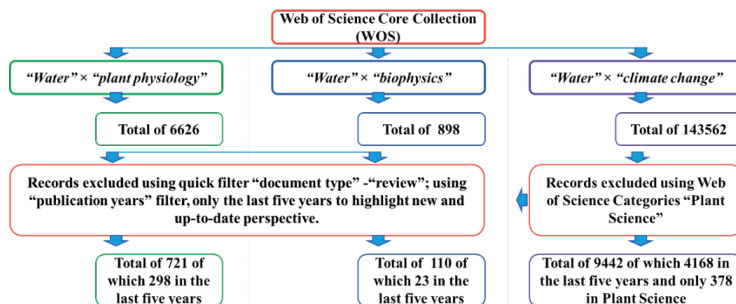 Web of Science Core Collection
(WOS)
“Water” × “plant physiology”
“Water” × “biophysics”
“Water” × “climate change”
Total of 6626
Total of 898
Total of 143562
Records excluded using quick filter “document type” -“review”; using
“publication years” filter, only the last five years to highlight new and
up-to-date perspective.
Records excluded using Web
of Science Categories “Plant
Science”
Total of 721 of
which 298 in the
last five years
Total of 110 of
which 23 in the
last five years
Total of 9442 of which 4168 in
the last five years and only 378
in Plant Science